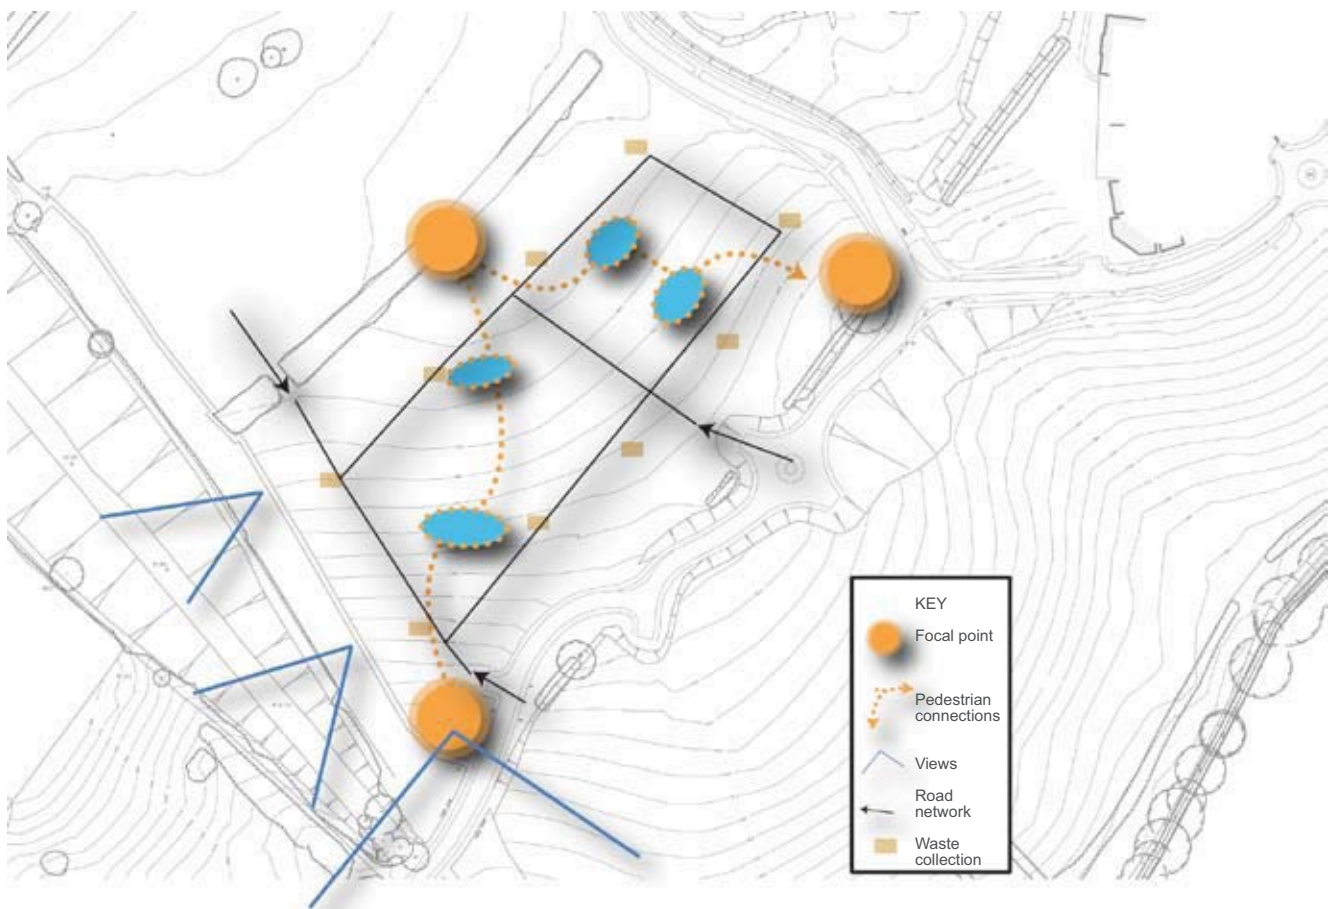 KEY
Focal point
Pedestrian
connections
Views
Road
network
Waste
collection